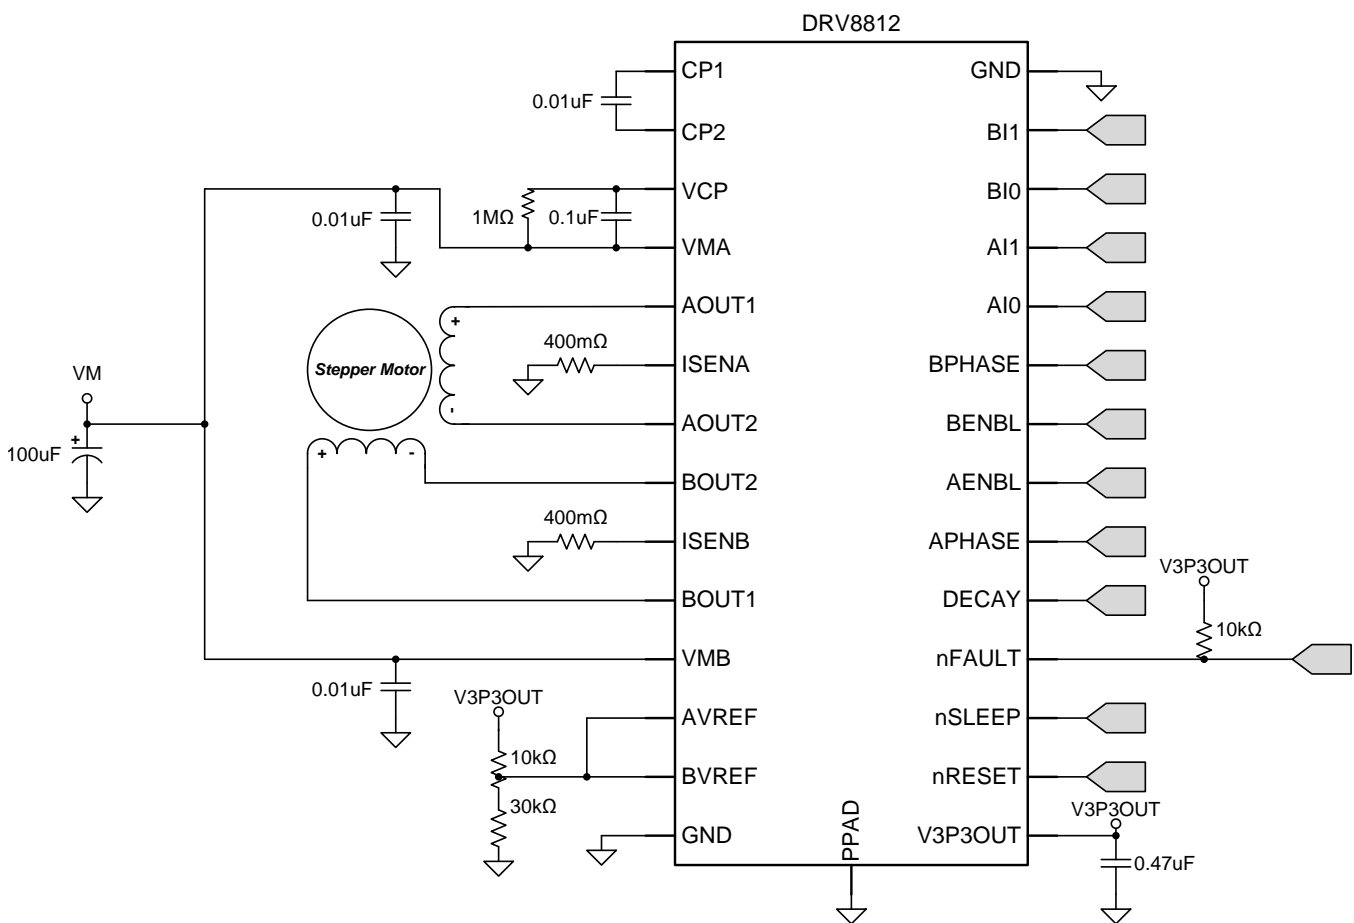 DRV8812
CP1
GND
0.01uF
CP2
BI1
VCP
BI0
0.01uF
1MΩ
0.1uF
VMA
AI1
AOUT1
AI0
+
400mΩ
Stepper Motor
ISENA
BPHASE
VM
-
AOUT2
BENBL
+
100uF
+
-
BOUT2
AENBL
400mΩ
ISENB
APHASE
V3P3OUT
BOUT1
DECAY
10kΩ
VMB
nFAULT
0.01uF
V3P3OUT
AVREF
nSLEEP
10kΩ
BVREF
nRESET
30kΩ
V3P3OUT
GND
PPAD
V3P3OUT
0.47uF